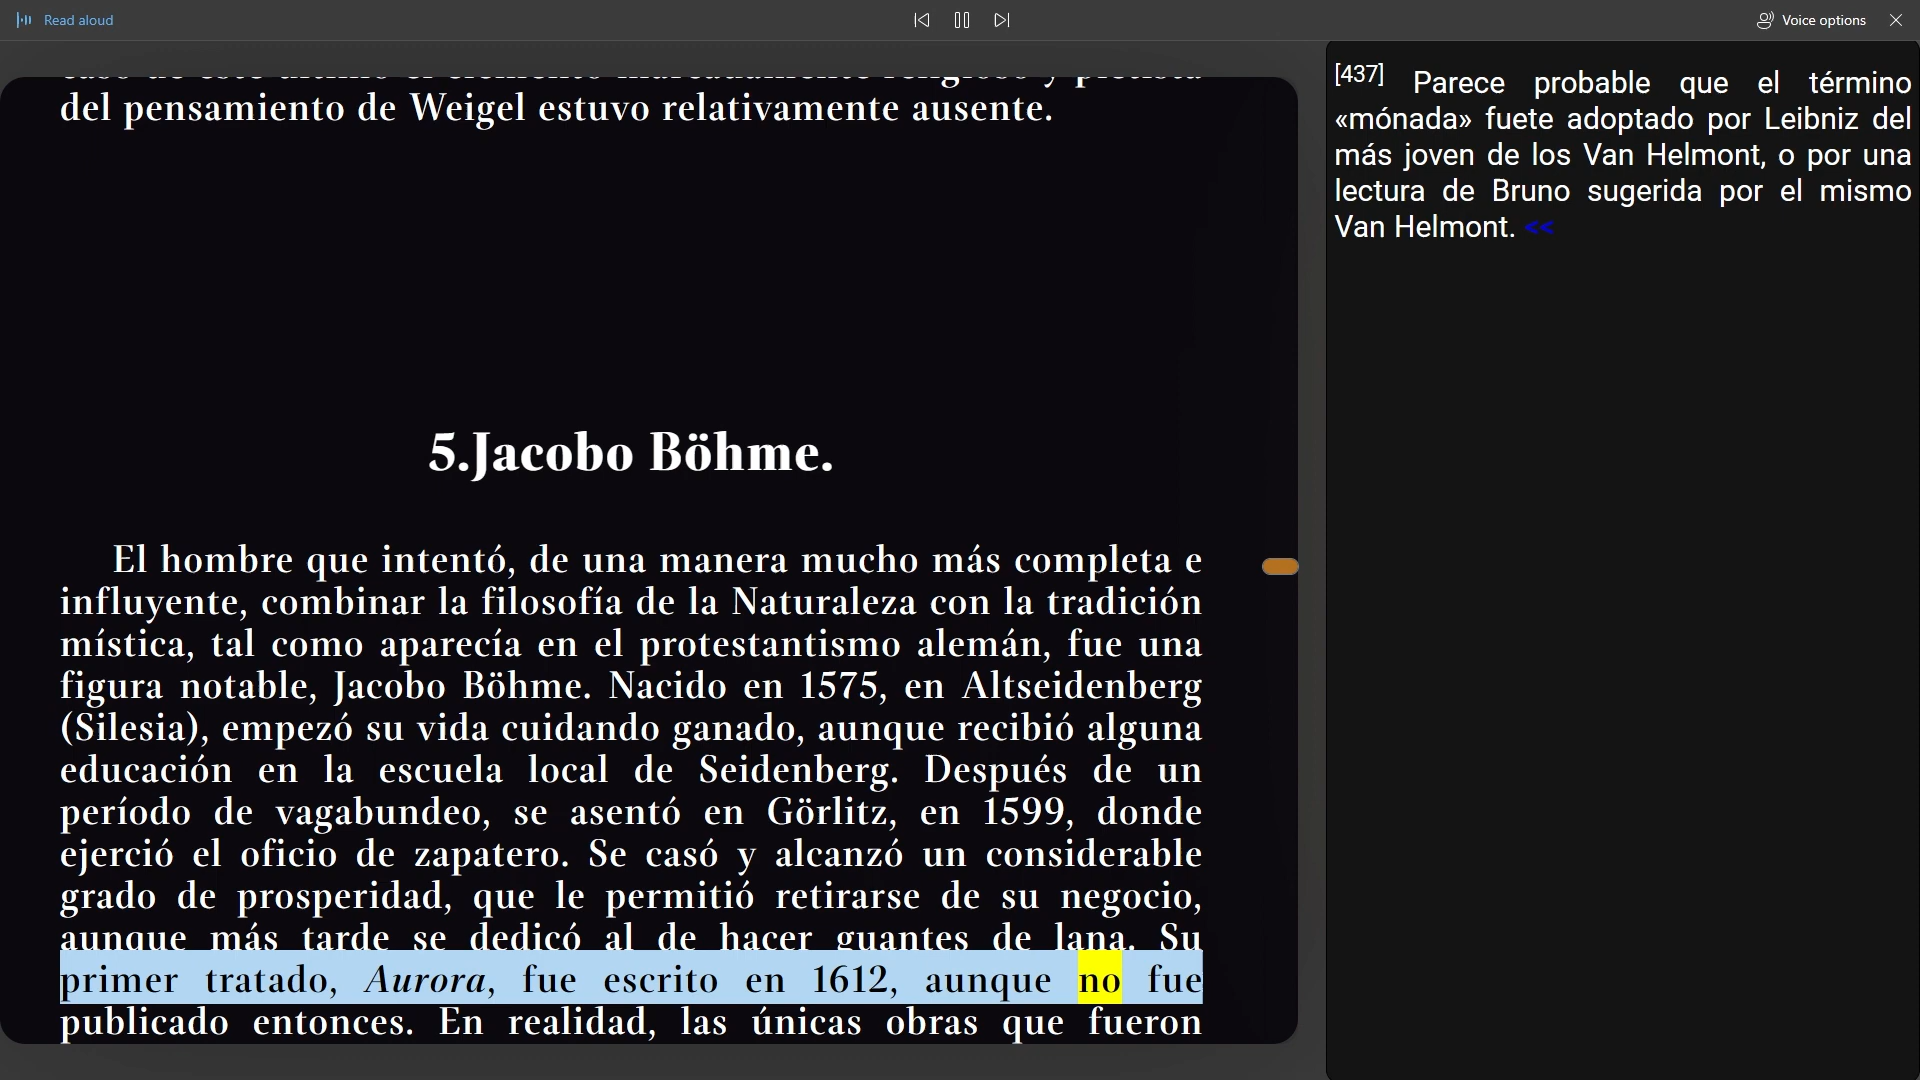 Read aloud
Voice options
del pensamiento de Weigel estuvo relativamente ausente.
5.Jacobo Böhme.
El hombre que intentó, de una manera mucho más completa e
influyente, combinar la filosofía de la Naturaleza con la tradición
mística, tal como aparecía en el protestantismo alemán, fue una
figura notable, Jacobo Böhme. Nacido en 1575, en Altseidenberg
(Silesia), empezó su vida cuidando ganado, aunque recibió alguna
educación en la escuela local de Seidenberg. Después de un
período de vagabundeo, se asentó en Görlitz, en 1599, donde
ejerció el oficio de zapatero. Se casó y alcanzó un considerable
grado de prosperidad, que le permitió retirarse de su negocio,
aunque más tarde se dedicó al de hacer guantes de lana. Su
primer tratado, Aurora, fue escrito en 1612, aunque no fue
publicado entonces. En realidad, las únicas obras que fueron
[437] Parece probable que el término
«mónada» fuete adoptado por Leibniz del
más joven de los Van Helmont, o por una
lectura de Bruno sugerida por el mismo
Van Helmont. <<